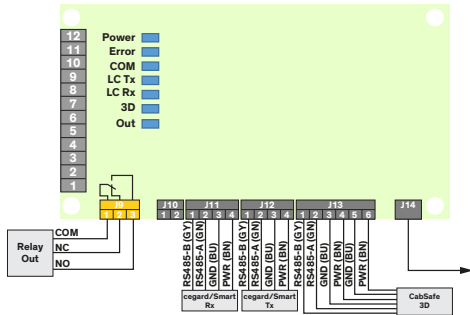 12
11
10
9
8
7
6
5
4
3
2
1
Power
Error
COM
LC Tx
LC Rx
3D
Out
J9
1 2 3
J10
1 2
J11
1 2 3 4
J12
1 2 3 4
J13
1 2 3 4 5 6
J14
COM
NC
NO
Relay
Out
RS485-B (GY)
RS485-A (GN)
GND (BU)
PWR (BN)
RS485-B (GY)
RS485-A (GN)
GND (BU)
PWR (BN)
RS485-B (GY)
RS485-A (GN)
GND (BU)
PWR (BN)
GND (BU)
PWR (BN)
cegard/Smart
Rx
cegard/Smart
Tx
CabSafe
3D